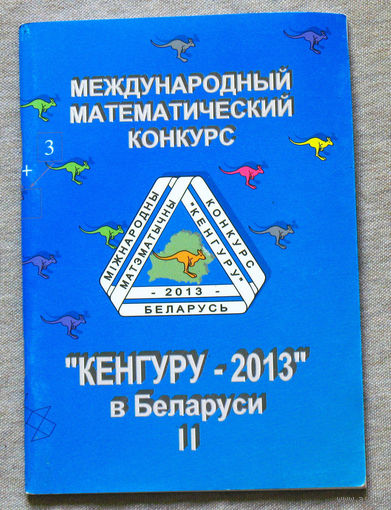 МЕЖДУНАРОДНЫЙ
МАТЕМАТИЧЕСКИЙ
КОНКУРС
3
+
МІЖНАРОДНЫ
МАТЭМАТЫЧНЫ
КОНКУРС
"КЕНГУРУ"
- 2013 -
БЕЛАРУСЬ
"КЕНГУРУ - 2013"
в Беларуси
II